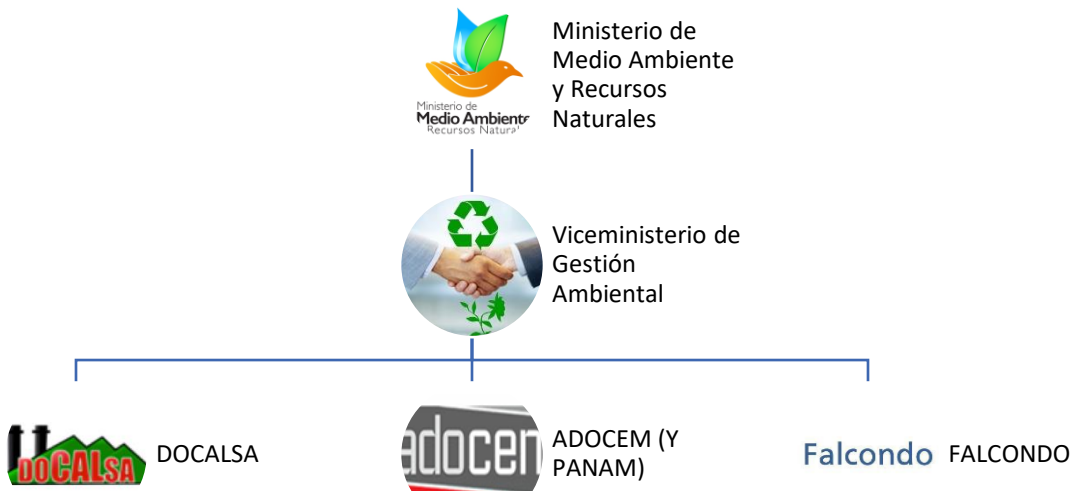 Ministerio de
Medio Ambiente
y Recursos
Naturales
Ministerio de
Medio Ambiente
Recursos Natura
Viceministerio de
Gestión
Ambiental
DOCALSA
DOCALSA
adocem
ADOCEM (Y
PANAM)
Falcondo
FALCONDO